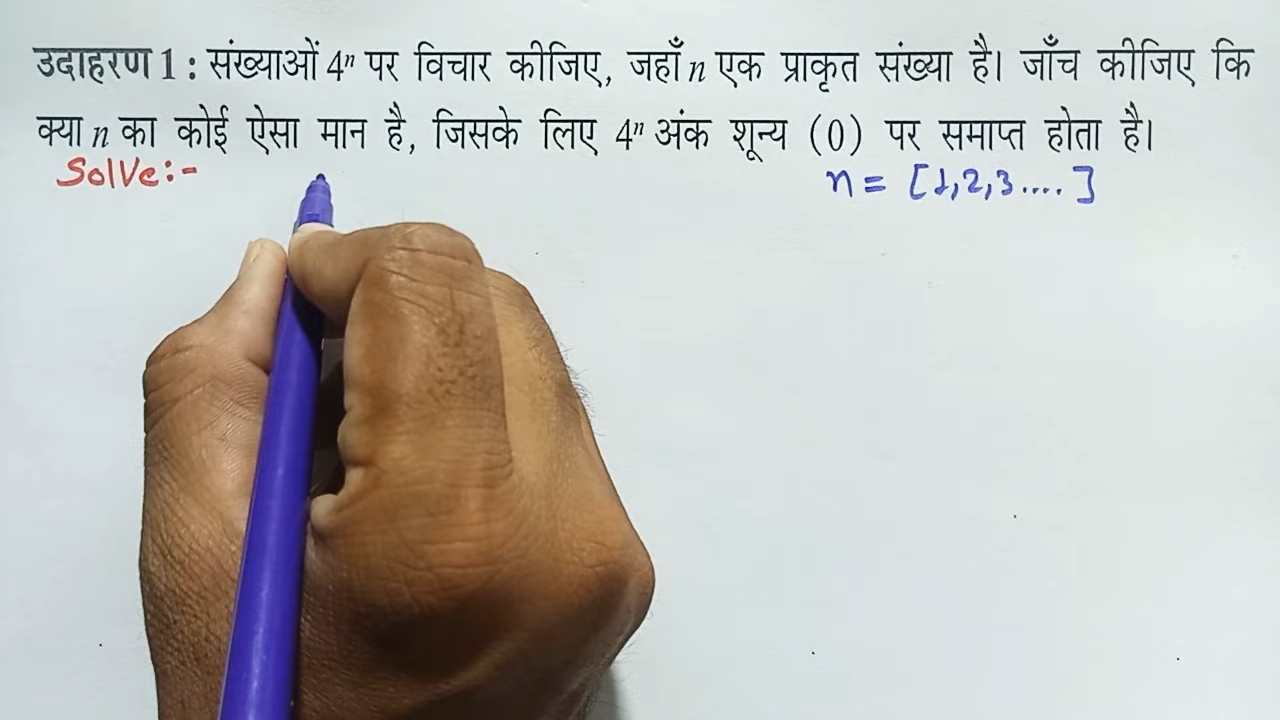 उदाहरण 1 : संख्याओं 4ⁿ पर विचार कीजिए, जहाँ n एक प्राकृत संख्या है। जाँच कीजिए कि
क्या n का कोई ऐसा मान है, जिसके लिए 4ⁿ अंक शून्य (0) पर समाप्त होता है।
Solve:-
n = [1,2,3....]